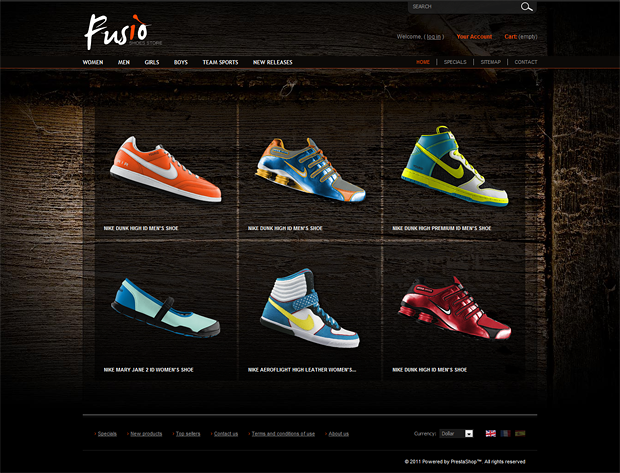 SEARCH
Fusio
SHOES STORE
Welcome, ( log in ) Your Account Cart: (empty)
WOMEN MEN GIRLS BOYS TEAM SPORTS NEW RELEASES
HOME SPECIALS SITEMAP CONTACT
NIKE DUNK HIGH ID MEN'S SHOE
NIKE DUNK HIGH ID MEN'S SHOE
NIKE DUNK HIGH PREMIUM ID MEN'S
NIKE MARY JANE 2 ID WOMEN'S SHOE
NIKE AEROFLIGHT HIGH LEATHER WOMEN'S...
NIKE DUNK HIGH ID MEN'S SHOE
Specials New products Top sellers Contact us Terms and conditions of use About us
Currency: Dollar
© 2011 Powered by PrestaShop™. All rights reserved